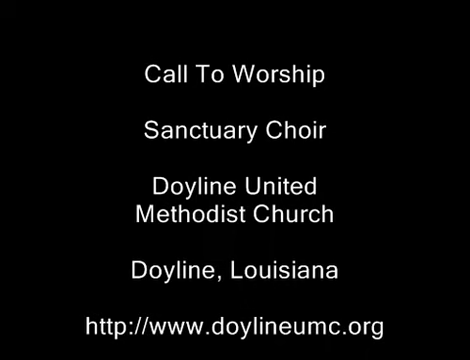 Call To Worship
Sanctuary Choir
Doyline United
Methodist Church
Doyline, Louisiana
http://www.doylineumc.org